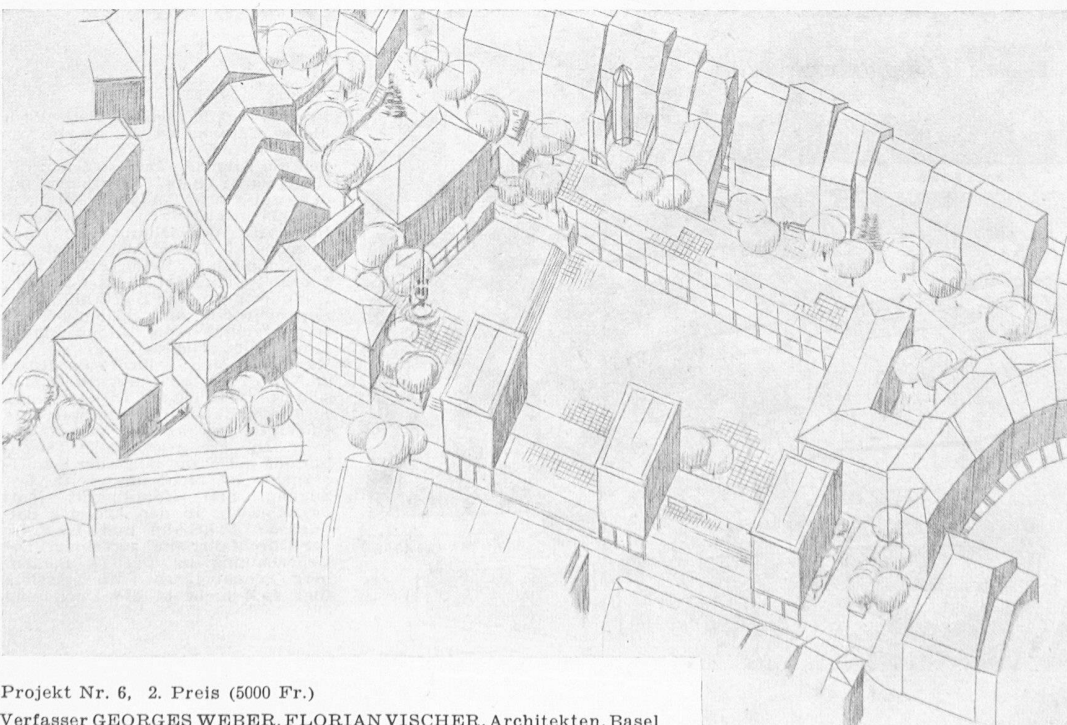 Projekt Nr. 6, 2. Preis (5000 Fr.)
Verfasser GEORGES WEBER, FLORIAN VISCHER, Architekten, Basel